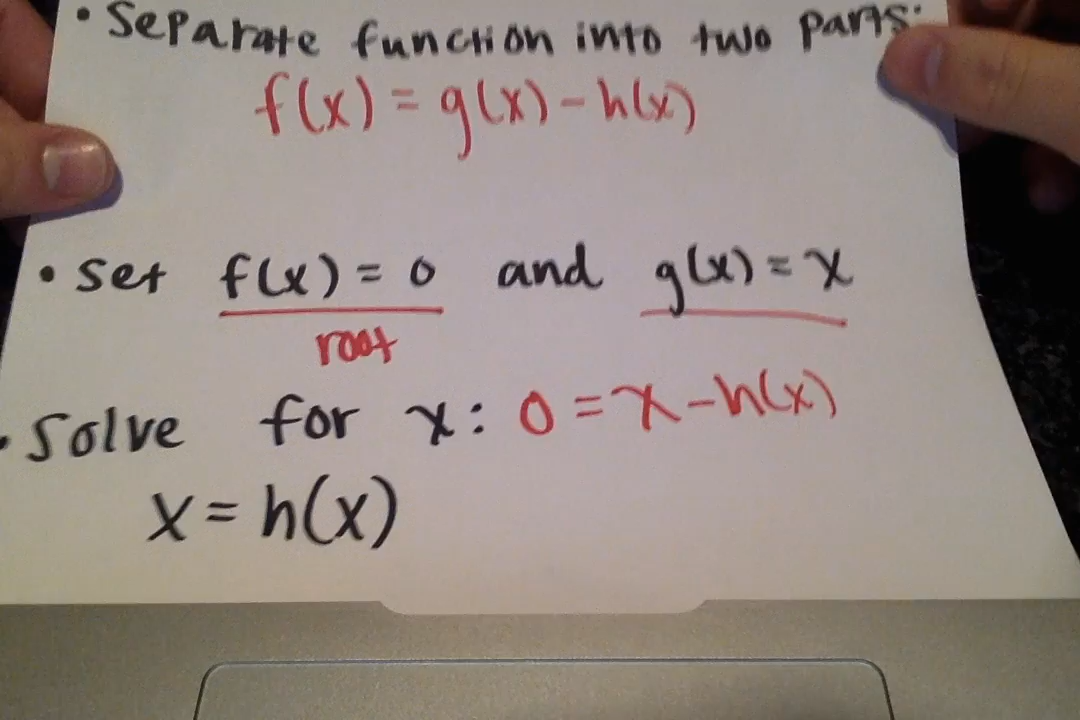 • Separate function into two parts:
f(x) = g(x) - h(x)
• Set f(x) = 0 and g(x) = x
root
• Solve for x: 0 = x - h(x)
x = h(x)